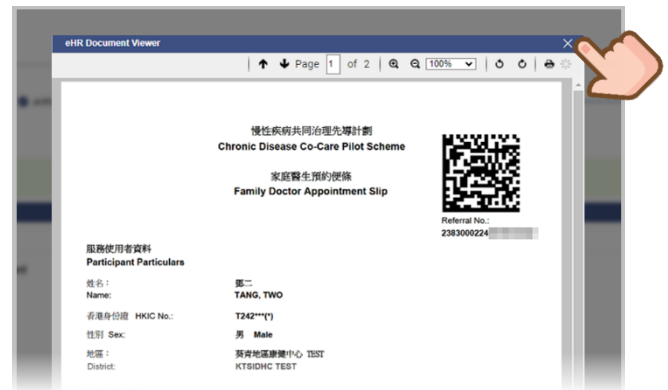 eHR Document Viewer
Page 1 of 2 100%
慢性疾病共同治理先導計劃
Chronic Disease Co-Care Pilot Scheme
家庭醫生預約便條
Family Doctor Appointment Slip
Referral No.:
2383000224
服務使用者資料
Participant Particulars
姓名： 鄧二
Name: TANG, TWO
香港身份證 HKIC No.: T242***(*)
性別 Sex: 男 Male
地區： 葵青地區康健中心 TEST
District: KTSIDHC TEST